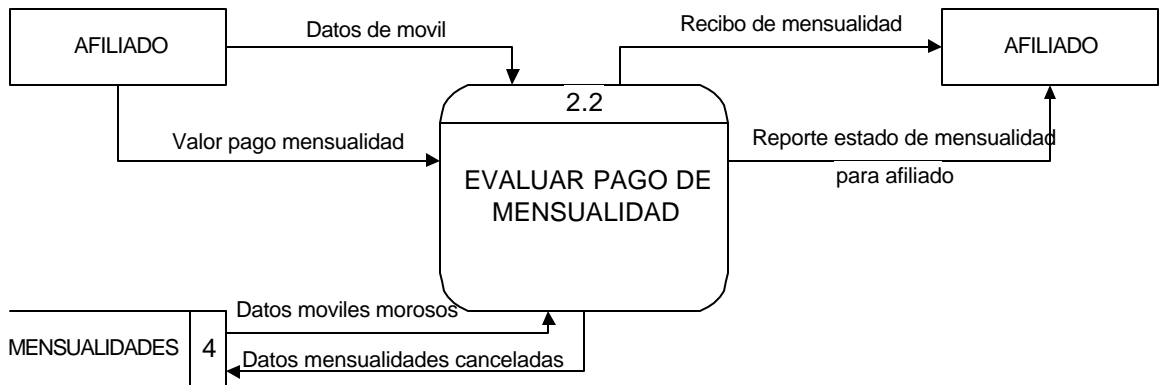 AFILIADO
Datos de movil
Recibo de mensualidad
AFILIADO
2.2
Valor pago mensualidad
Reporte estado de mensualidad
para afiliado
EVALUAR PAGO DE
MENSUALIDAD
Datos moviles morosos
MENSUALIDADES
4
Datos mensualidades canceladas